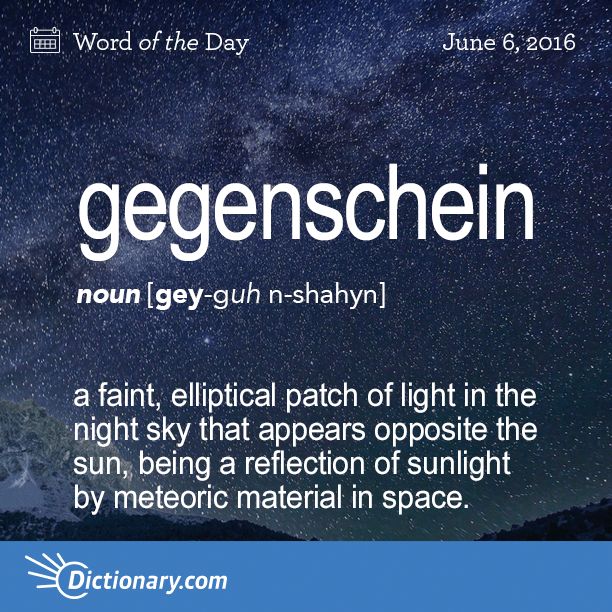 Word of the Day
June 6, 2016
gegenschein
noun [gey-guh n-shahyn]
a faint, elliptical patch of light in the
night sky that appears opposite the
sun, being a reflection of sunlight
by meteoric material in space.
Dictionary.com